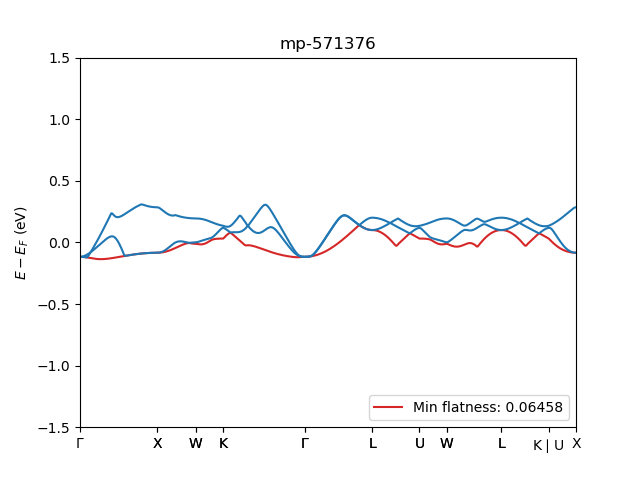 mp-571376
1.5
1.0
0.5
0.0
−0.5
−1.0
−1.5
E − E_F (eV)
Min flatness: 0.06458
Γ X W K Γ L U W L K | U X